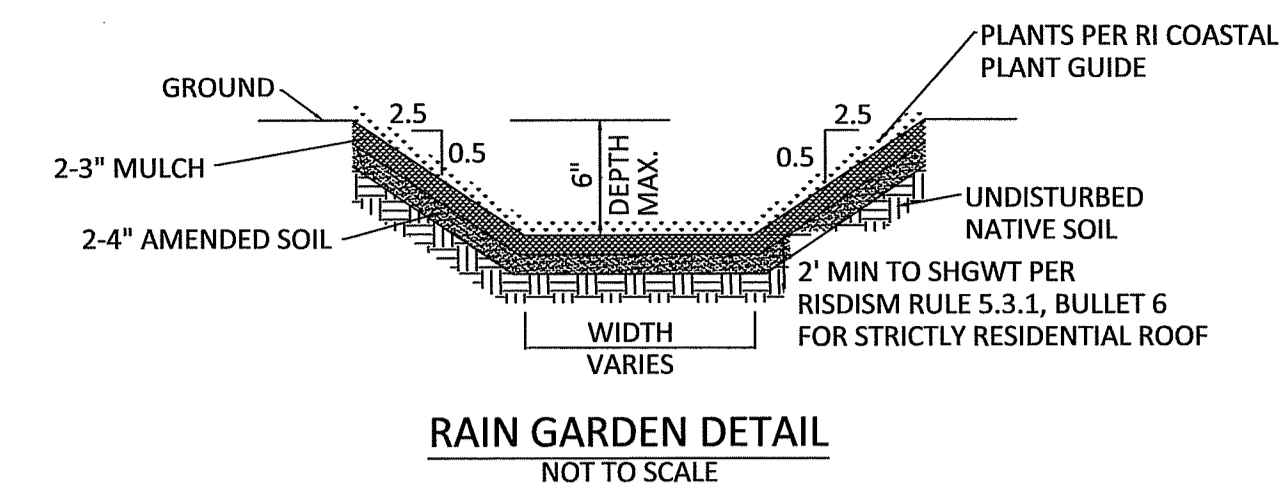 PLANTS PER RI COASTAL
PLANT GUIDE
GROUND
2.5
0.5
2-3" MULCH
2-4" AMENDED SOIL
6"
DEPTH
MAX.
2.5
0.5
UNDISTURBED
NATIVE SOIL
2' MIN TO SHGWT PER
RISDISM RULE 5.3.1, BULLET 6
FOR STRICTLY RESIDENTIAL ROOF
WIDTH
VARIES
RAIN GARDEN DETAIL
NOT TO SCALE